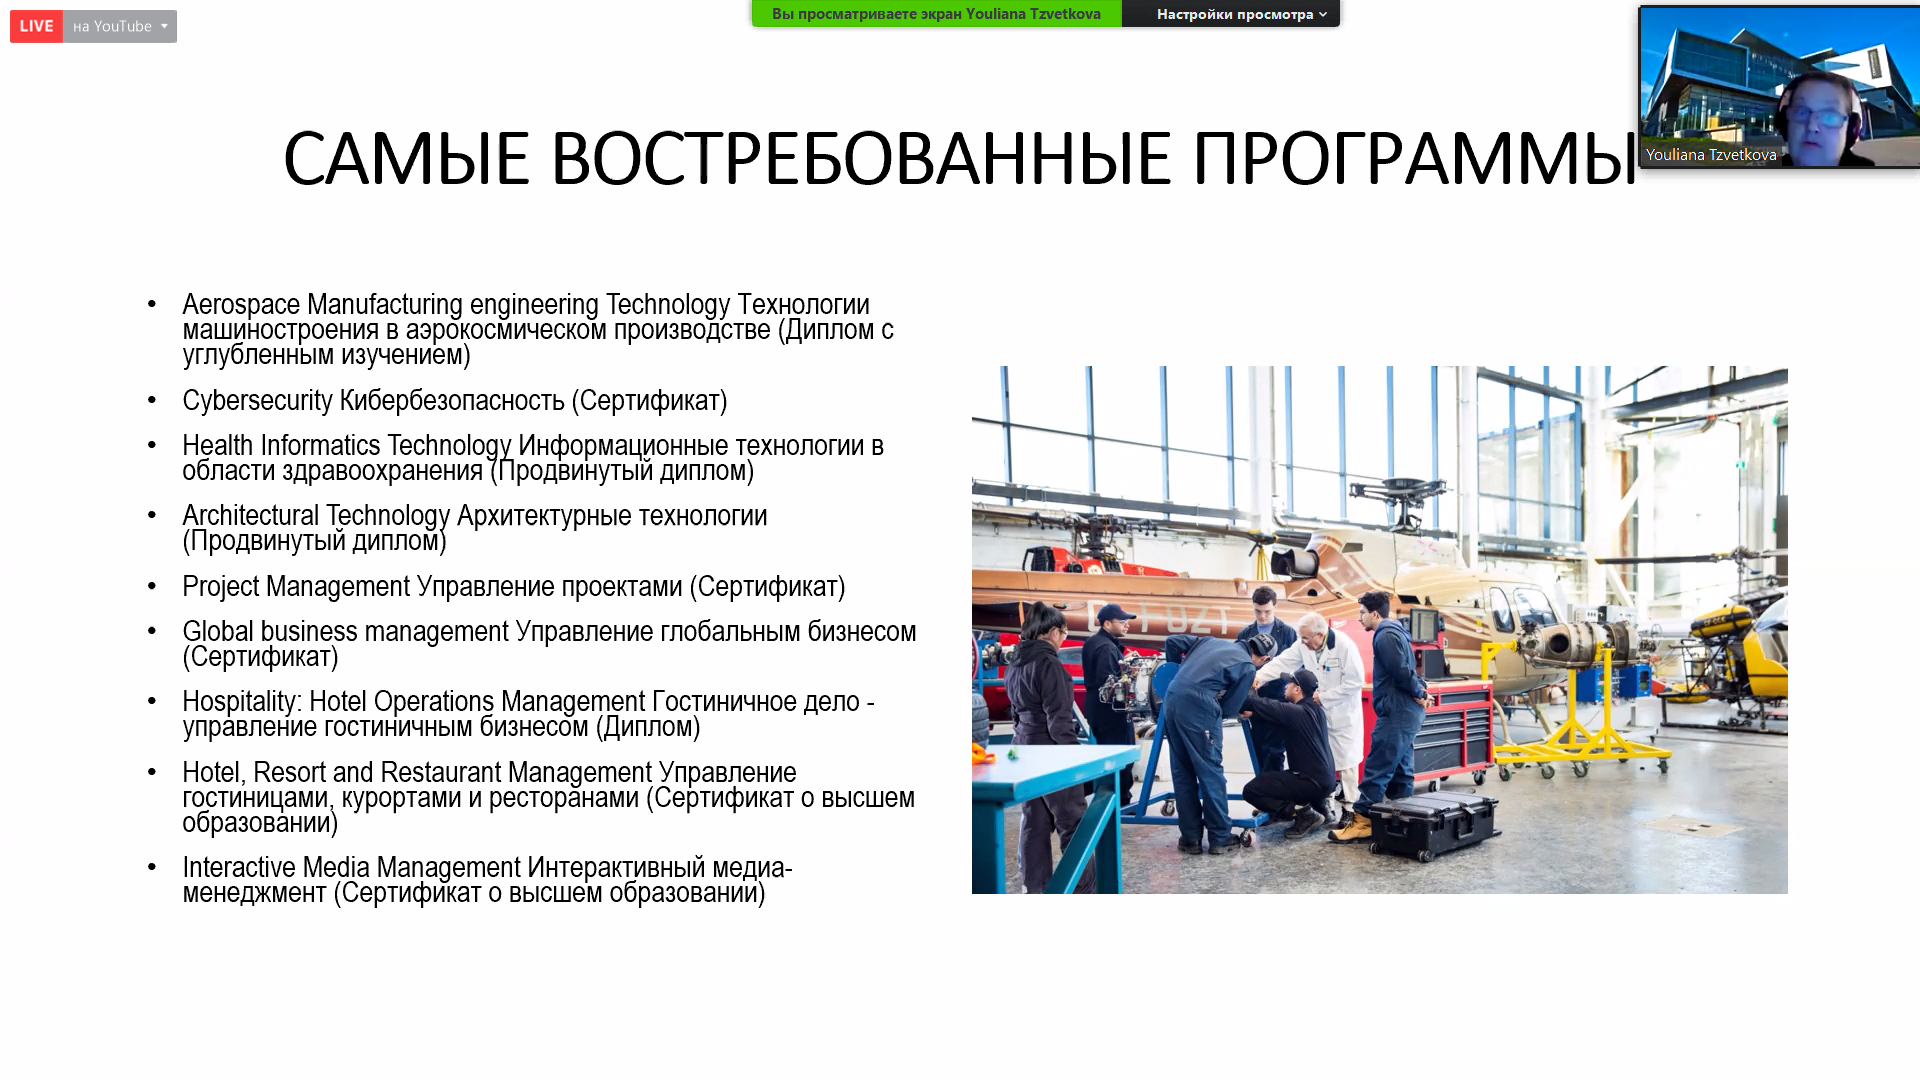 LIVE на YouTube
Вы просматриваете экран Youliana Tzvetkova
Настройки просмотра
Youliana Tzvetkova
САМЫЕ ВОСТРЕБОВАННЫЕ ПРОГРАММЫ
• Aerospace Manufacturing engineering Technology Технологии
машиностроения в аэрокосмическом производстве (Диплом с
углубленным изучением)
• Cybersecurity Кибербезопасность (Сертификат)
• Health Informatics Technology Информационные технологии в
области здравоохранения (Продвинутый диплом)
• Architectural Technology Архитектурные технологии
(Продвинутый диплом)
• Project Management Управление проектами (Сертификат)
• Global business management Управление глобальным бизнесом
(Сертификат)
• Hospitality: Hotel Operations Management Гостиничное дело -
управление гостиничным бизнесом (Диплом)
• Hotel, Resort and Restaurant Management Управление
гостиницами, курортами и ресторанами (Сертификат о высшем
образовании)
• Interactive Media Management Интерактивный медиа-
менеджмент (Сертификат о высшем образовании)